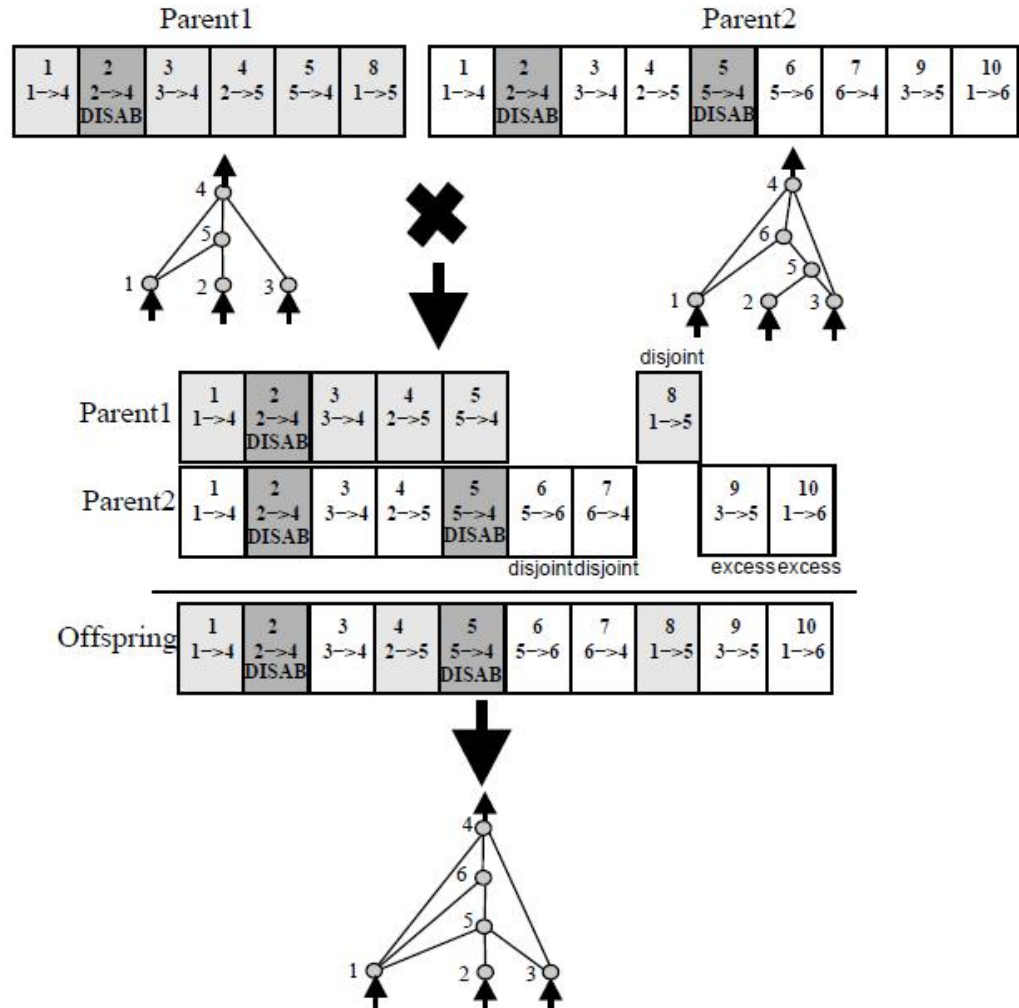 Parent1 Parent2
1 2 3 4 5 8 1 2 3 4 5 6 7 9 10
1−>4 2−>4 3−>4 2−>5 5−>4 1−>5 1−>4 2−>4 3−>4 2−>5 5−>4 5−>6 6−>4 3−>5 1−>6
DISAB DISAB DISAB
4 4
5 6
5
1 2 3 1 2 3
disjoint
Parent1 1 2 3 4 5 8
1−>4 2−>4 3−>4 2−>5 5−>4 1−>5
DISAB
Parent2 1 2 3 4 5 6 7 9 10
1−>4 2−>4 3−>4 2−>5 5−>4 5−>6 6−>4 3−>5 1−>6
DISAB DISAB
disjoint disjoint excess excess
Offspring 1 2 3 4 5 6 7 8 9 10
1−>4 2−>4 3−>4 2−>5 5−>4 5−>6 6−>4 1−>5 3−>5 1−>6
DISAB DISAB
4
6
5
1 2 3